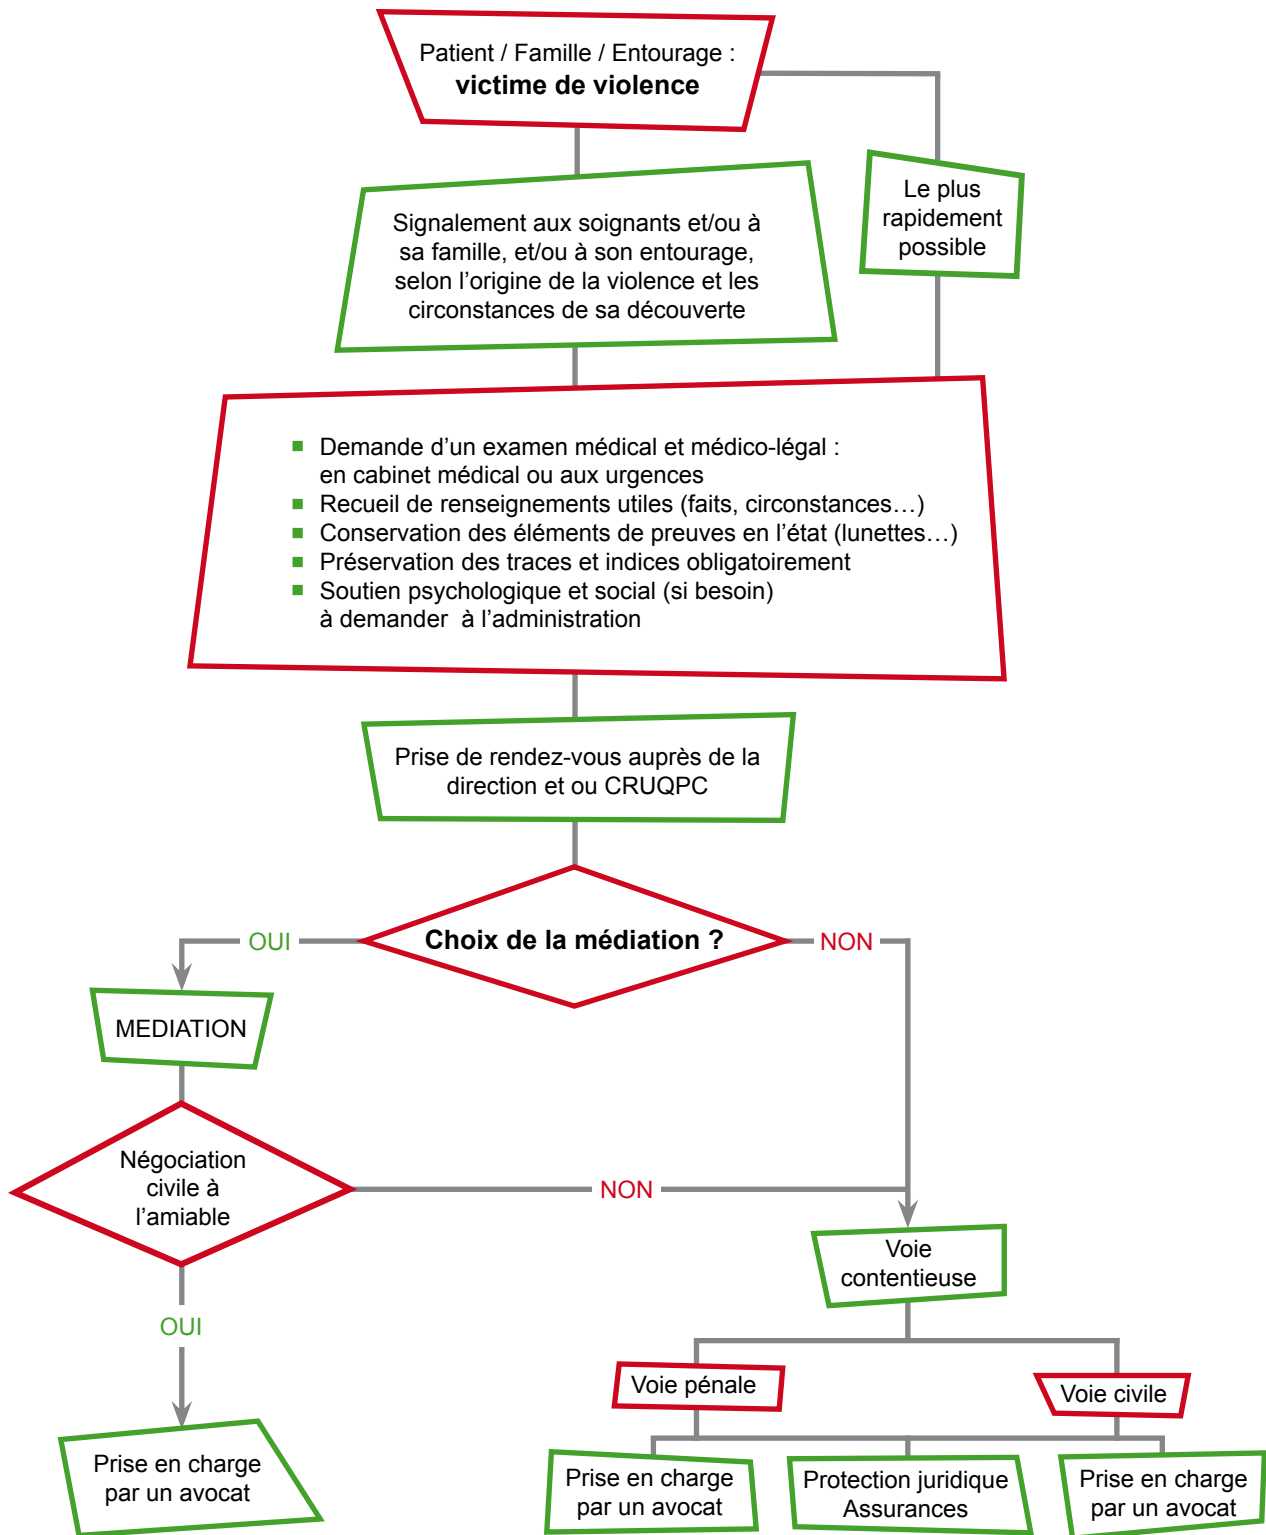 Patient / Famille / Entourage :
victime de violence
Le plus
rapidement
possible
Signalement aux soignants et/ou à
sa famille, et/ou à son entourage,
selon l’origine de la violence et les
circonstances de sa découverte
Demande d’un examen médical et médico-légal :
en cabinet médical ou aux urgences
Recueil de renseignements utiles (faits, circonstances…)
Conservation des éléments de preuves en l’état (lunettes…)
Préservation des traces et indices obligatoirement
Soutien psychologique et social (si besoin)
à demander à l’administration
Prise de rendez-vous auprès de la
direction et ou CRUQPC
Choix de la médiation ?
OUI
NON
MEDIATION
Négociation
civile à
l’amiable
NON
OUI
Voie
contentieuse
Voie pénale
Voie civile
Prise en charge
par un avocat
Prise en charge
par un avocat
Protection juridique
Assurances
Prise en charge
par un avocat